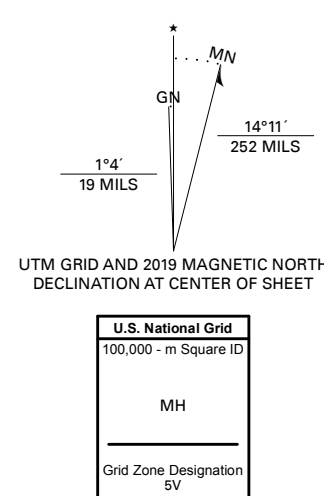 ★
MN
GN
14°11´
252 MILS
1°4´
19 MILS
UTM GRID AND 2019 MAGNETIC NORTH
DECLINATION AT CENTER OF SHEET
U.S. National Grid
100,000 - m Square ID
MH
Grid Zone Designation
5V